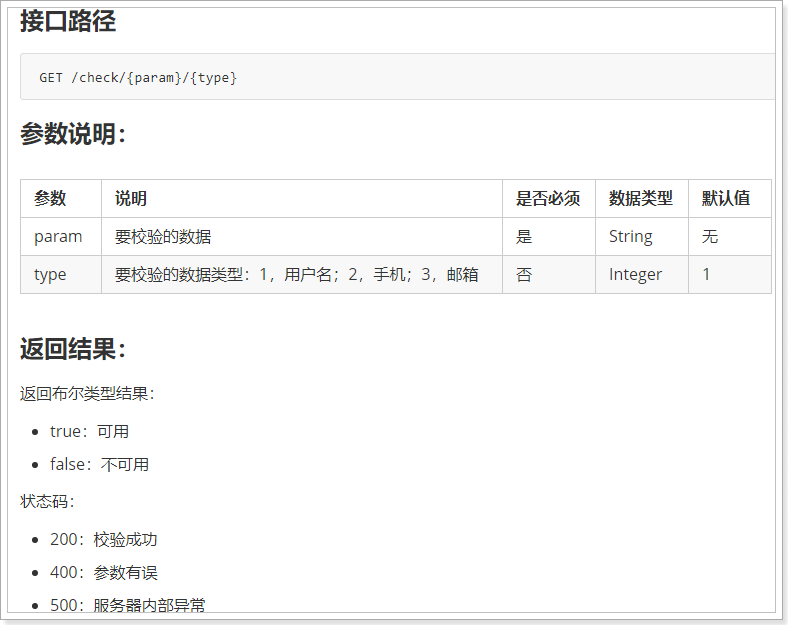 接口路径
GET /check/{param}/{type}
参数说明：
参数 说明 是否必须 数据类型 默认值
param 要校验的数据 是 String 无
type 要校验的数据类型：1，用户名；2，手机；3，邮箱 否 Integer 1
返回结果：
返回布尔类型结果：
true：可用
false：不可用
状态码：
200：校验成功
400：参数有误
500：服务器内部异常